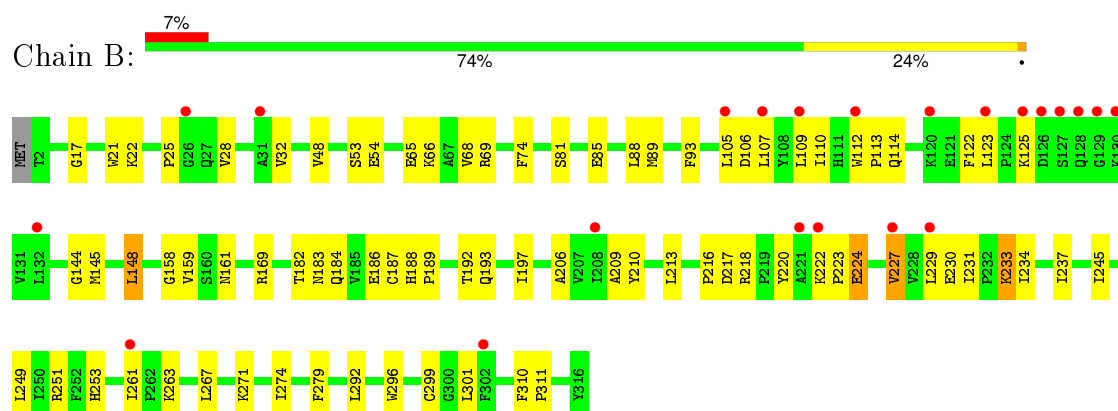 7%
Chain B:
74% 24% •
MET T2 G17 W21 K22 P25 G26 Q27 V28 A31 V32 V48 S53 E54 E65 K66 A67 V68 R69 F74 S81 E85 L88 M89 F93 L105 D106 L107 Y108 L109 I110 H111 W112 P113 Q114 K120 E121 F122 L123 P124 K125 D126 S127 Q128 G129 K130
V131 L132 G144 M145 L148 G158 V159 S160 N161 R169 T182 N183 Q184 V185 E186 C187 H188 P189 T192 Q193 I197 A206 V207 I208 A209 Y210 L213 P216 D217 R218 P219 Y220 A221 K222 P223 E224 V227 V228 L229 E230 I231 P232 K233 I234 I237 I245
L249 I250 R251 F252 H253 I261 P262 K263 L267 K271 I274 F279 L292 W296 C299 G300 L301 F302 F310 P311 Y316